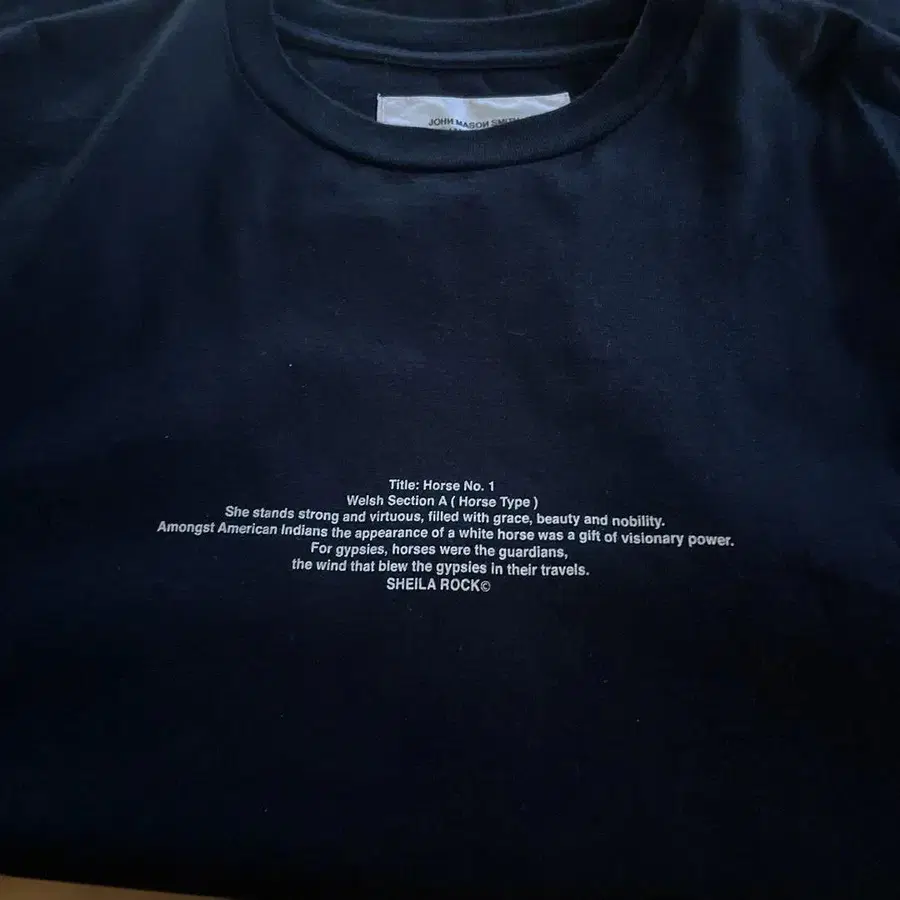 JOHN MASON SMITH
Title: Horse No. 1
Welsh Section A ( Horse Type )
She stands strong and virtuous, filled with grace, beauty and nobility.
Amongst American Indians the appearance of a white horse was a gift of visionary power.
For gypsies, horses were the guardians,
the wind that blew the gypsies in their travels.
SHEILA ROCK©